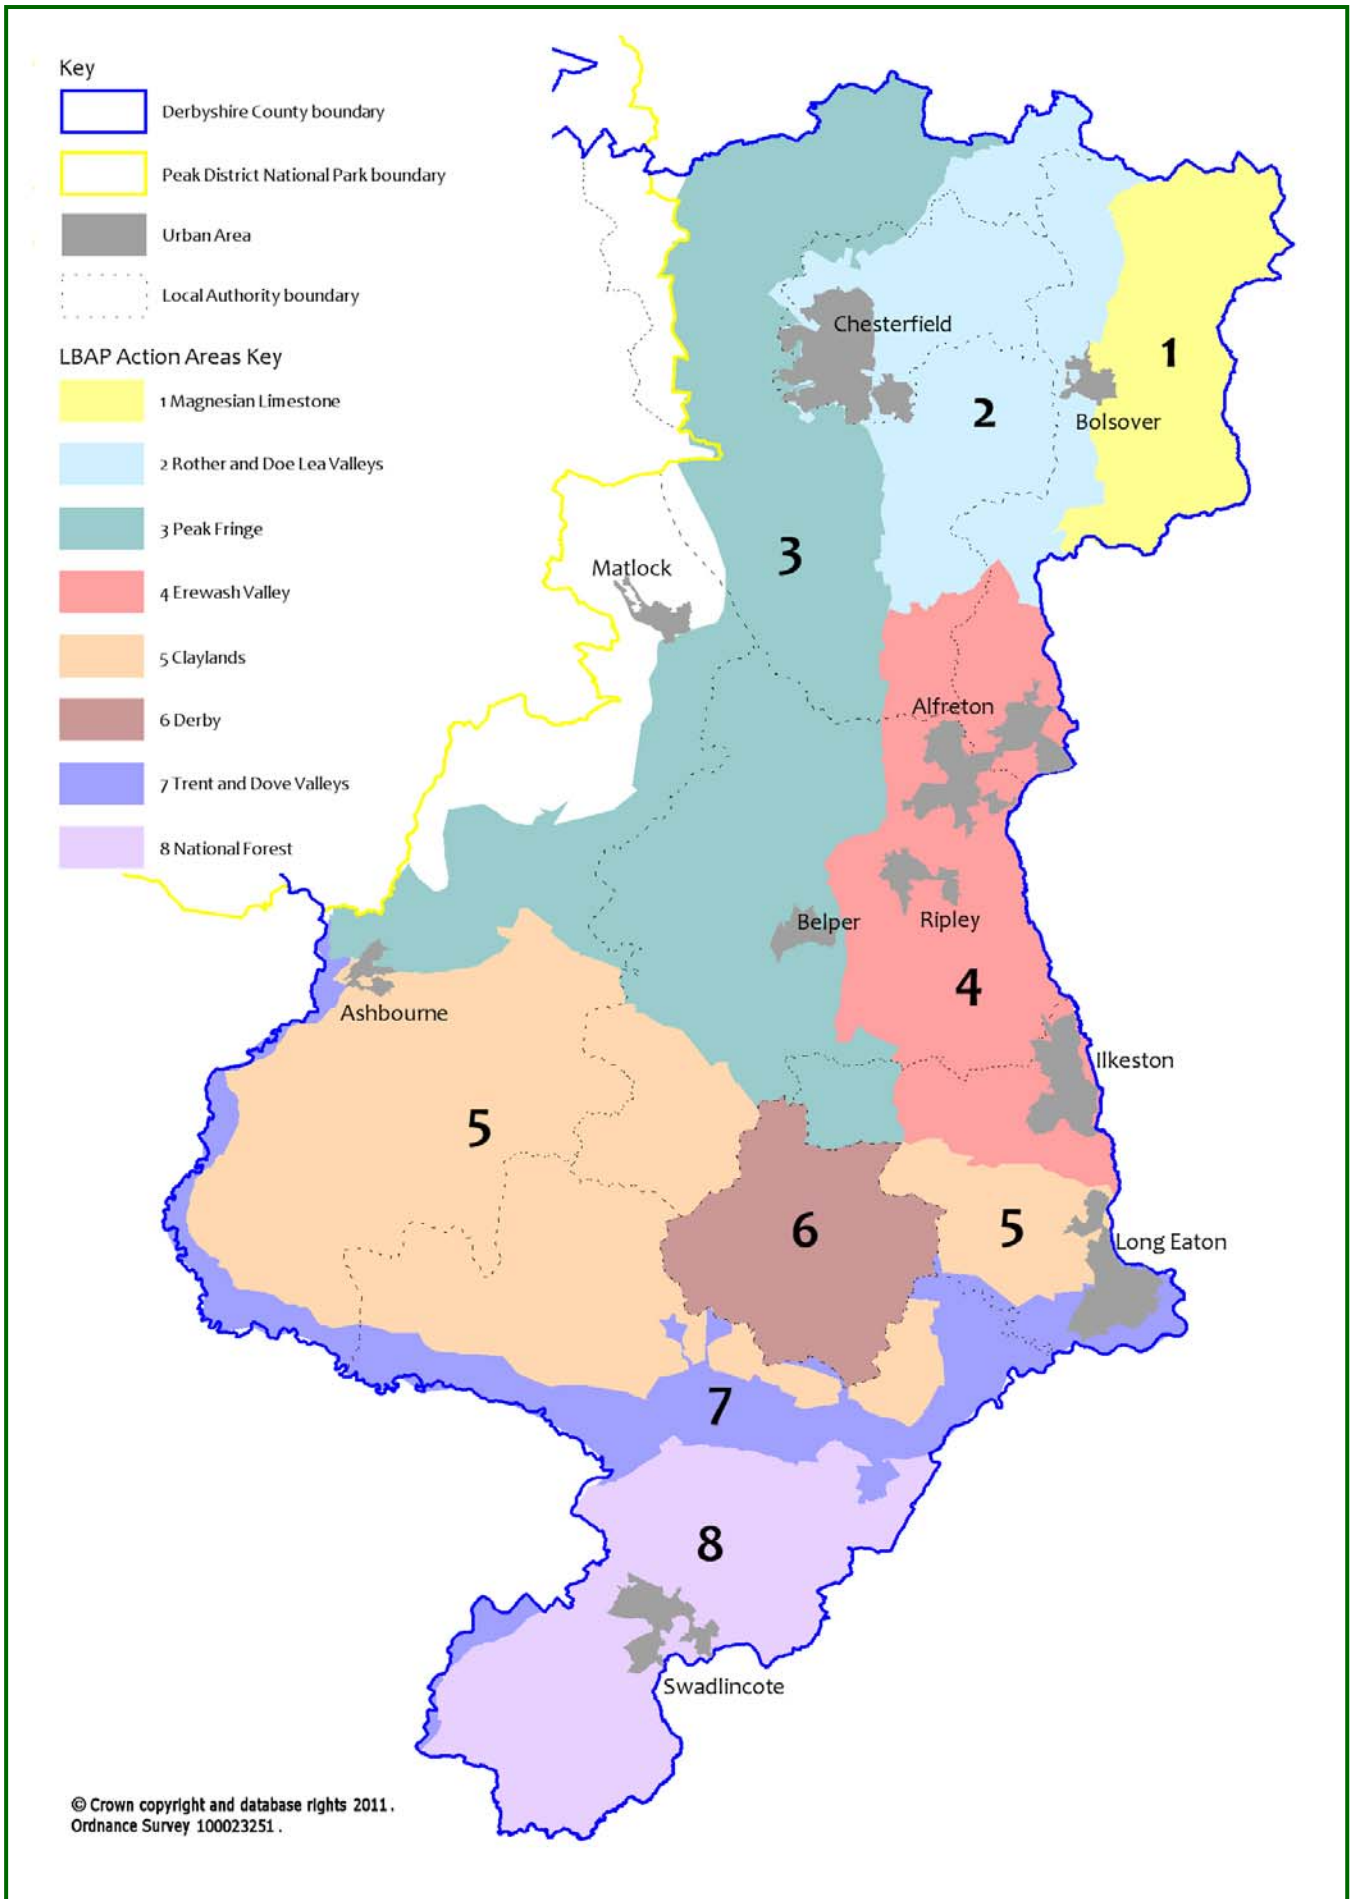 Key
Derbyshire County boundary
Peak District National Park boundary
Urban Area
Local Authority boundary
LBAP Action Areas Key
1 Magnesian Limestone
2 Rother and Doe Lea Valleys
3 Peak Fringe
4 Erewash Valley
5 Claylands
6 Derby
7 Trent and Dove Valleys
8 National Forest
Chesterfield
1
2
Bolsover
3
Matlock
Alfreton
Belper
Ripley
4
Ashbourne
Ilkeston
5
6
5
Long Eaton
7
8
Swadlincote
© Crown copyright and database rights 2011.
Ordnance Survey 100023251.